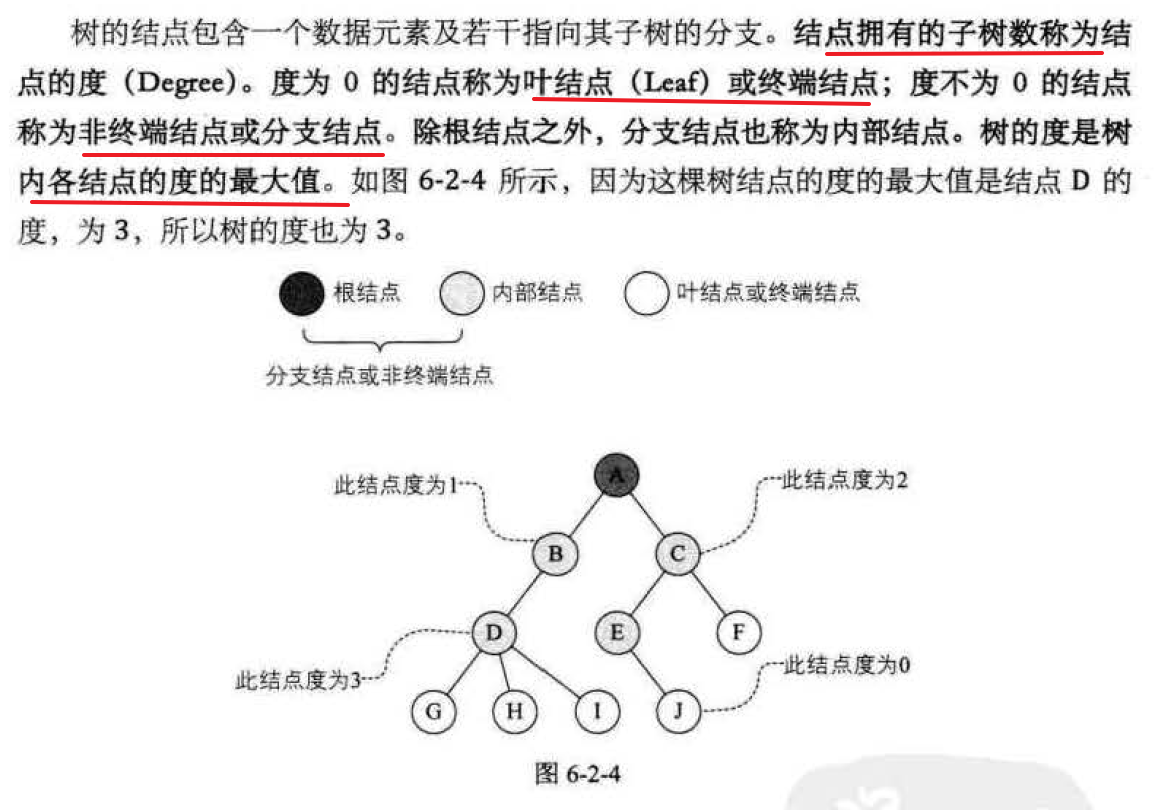 树的结点包含一个数据元素及若干指向其子树的分支。结点拥有的子树数称为结
点的度（Degree）。度为 0 的结点称为叶结点（Leaf）或终端结点；度不为 0 的结点
称为非终端结点或分支结点。除根结点之外，分支结点也称为内部结点。树的度是树
内各结点的度的最大值。如图 6-2-4 所示，因为这棵树结点的度的最大值是结点 D 的
度，为 3，所以树的度也为 3。
根结点 内部结点 叶结点或终端结点
分支结点或非终端结点
A
此结点度为1 此结点度为2
B C
D E F
此结点度为3 此结点度为0
G H I J
图 6-2-4